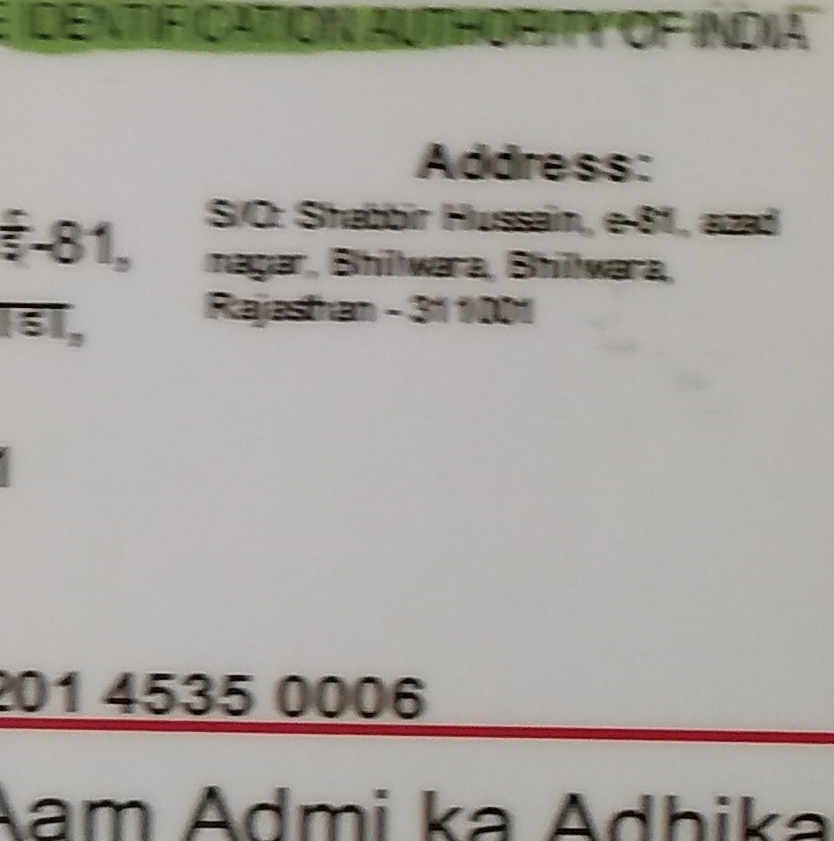 IDENTIFICATION AUTHORITY OF INDIA
Address:
S/O: Shabbir Hussain, e-81, azad
-81,
nagar, Bhilwara, Bhilwara,
Rajasthan - 311001
201 4535 0006
Aam Admi ka Adhika